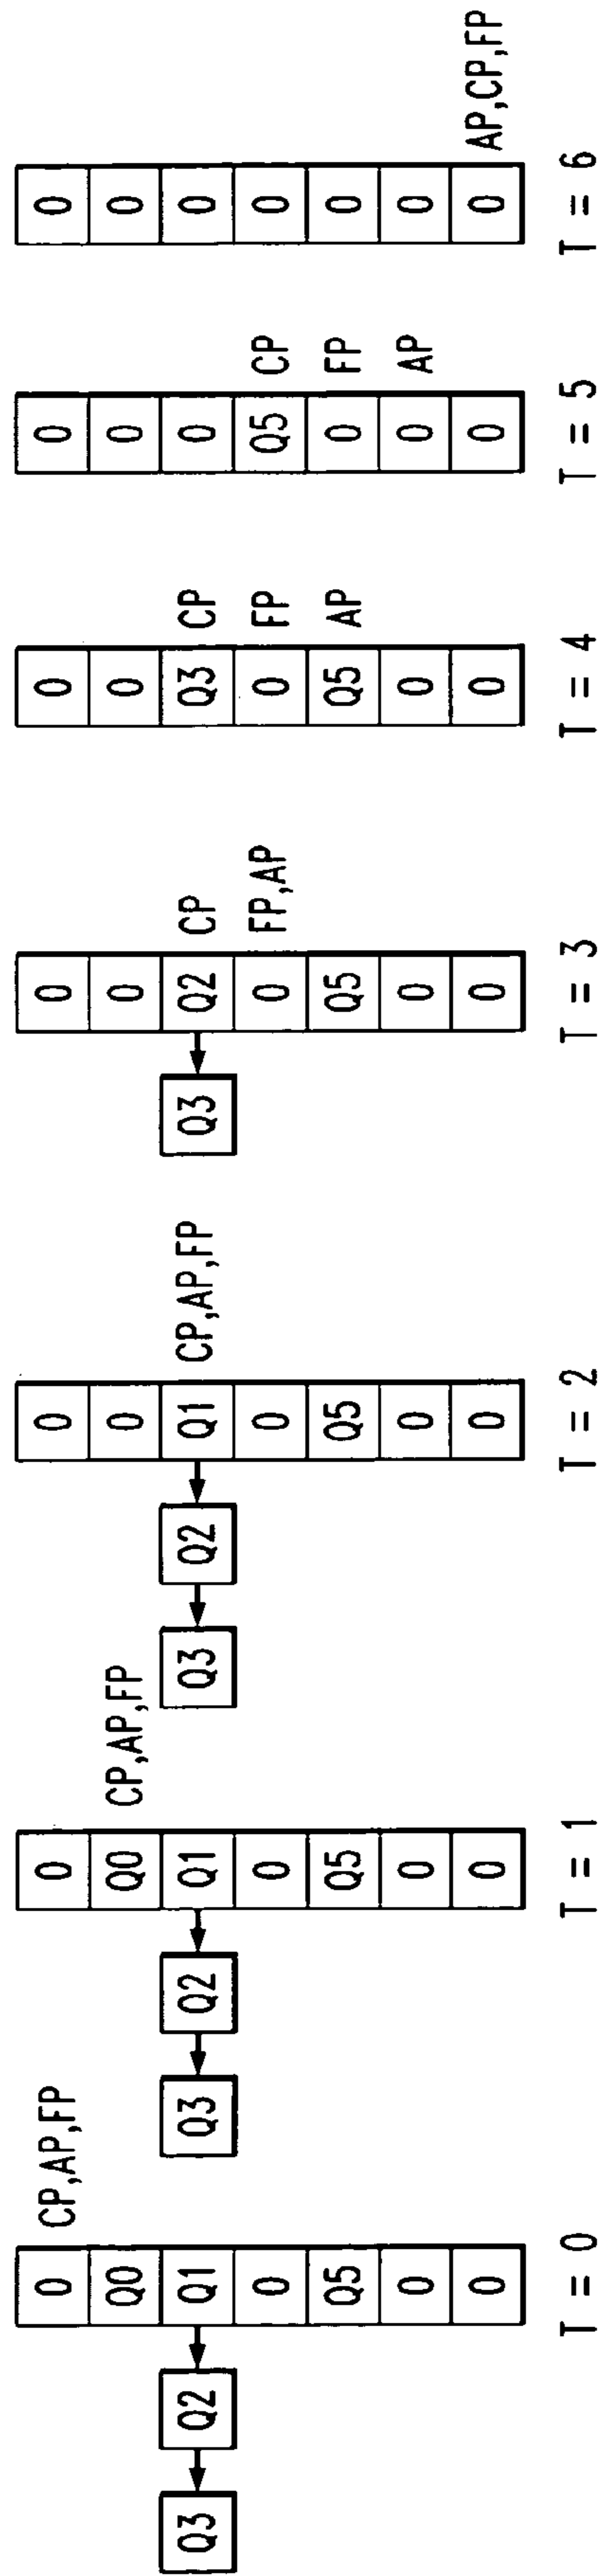 0 CP,AP,FP
Q0
Q3 Q2 Q1
0
Q5
0
0
T = 0
0
Q0 CP,AP,FP
Q3 Q2 Q1
0
Q5
0
0
T = 1
0
0
Q3 Q2 Q1 CP,AP,FP
0
Q5
0
0
T = 2
0
0
Q3 Q2 CP
0 FP,AP
Q5
0
0
T = 3
0
0
Q3 CP
0 FP
Q5 AP
0
0
T = 4
0
0
0
Q5 CP
0 FP
0 AP
0
T = 5
0
0
0
0
0
0
0 AP,CP,FP
T = 6